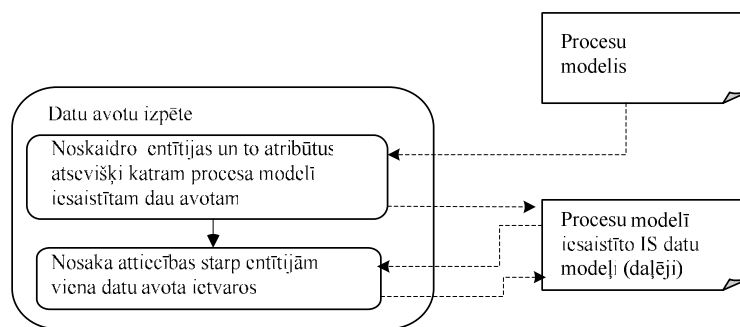 Procesu
modelis
Datu avotu izpēte
Noskaidro entītijas un to atribūtus
atsevišķi katram procesa modelī
iesaistītam dau avotam
Procesu modelī
iesaistīto IS datu
modeļi (daļēji)
Nosaka attiecības starp entītijām
viena datu avota ietvaros